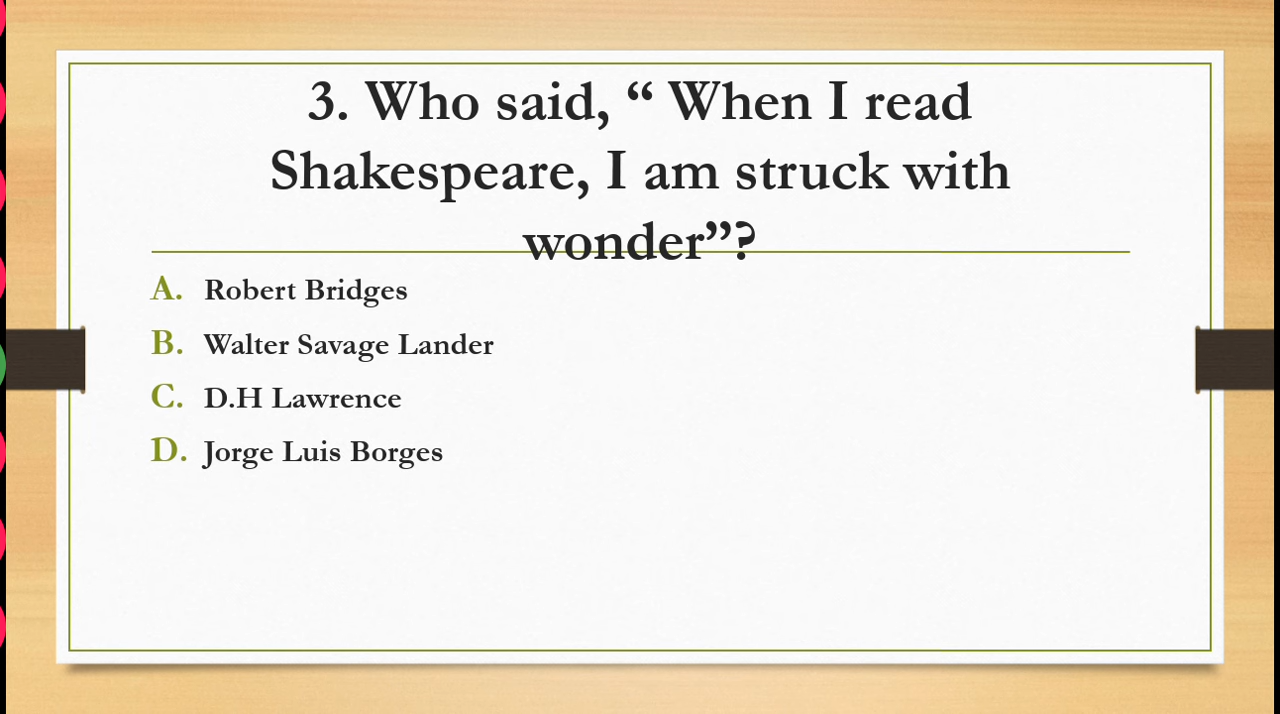 3. Who said, “ When I read
Shakespeare, I am struck with
wonder”?
A. Robert Bridges
B. Walter Savage Lander
C. D.H Lawrence
D. Jorge Luis Borges